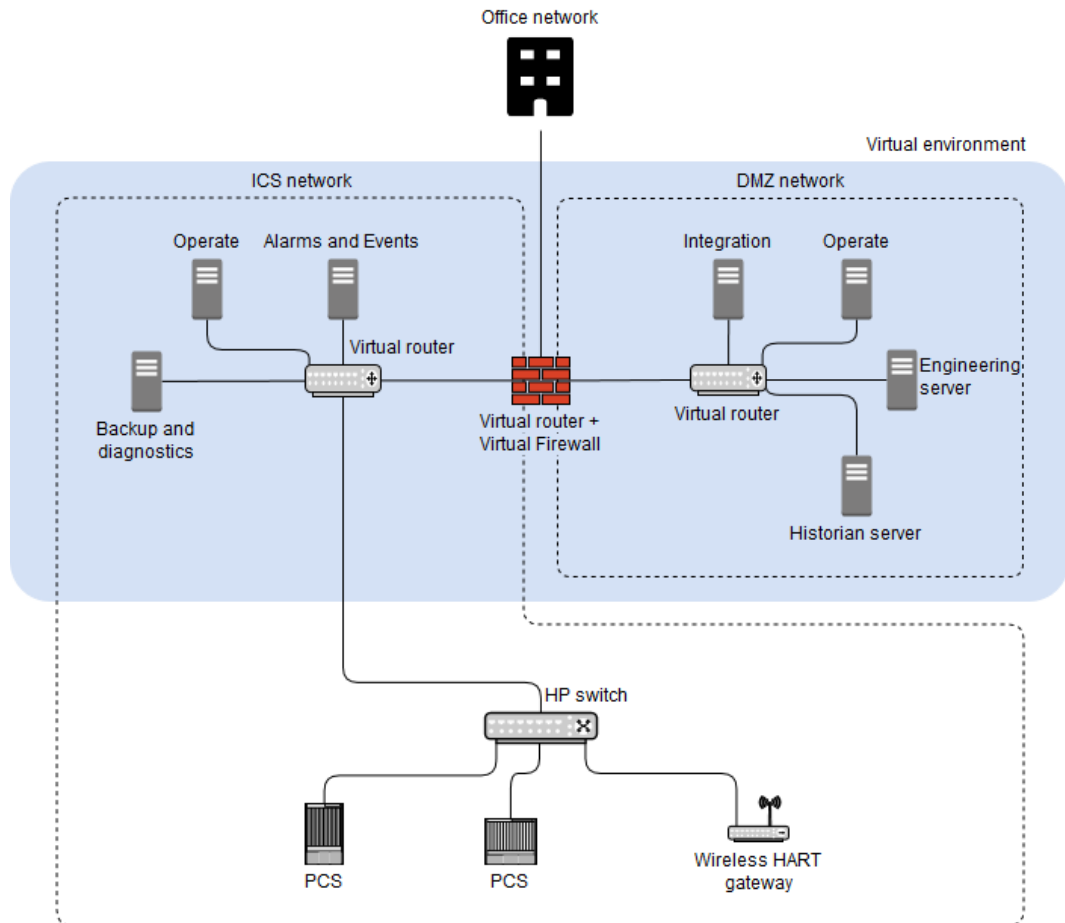 Office network
Virtual environment
ICS network
DMZ network
Operate
Alarms and Events
Integration
Operate
Virtual router
Engineering
server
Virtual router
Backup and
diagnostics
Virtual router +
Virtual Firewall
Historian server
HP switch
PCS
PCS
Wireless HART
gateway